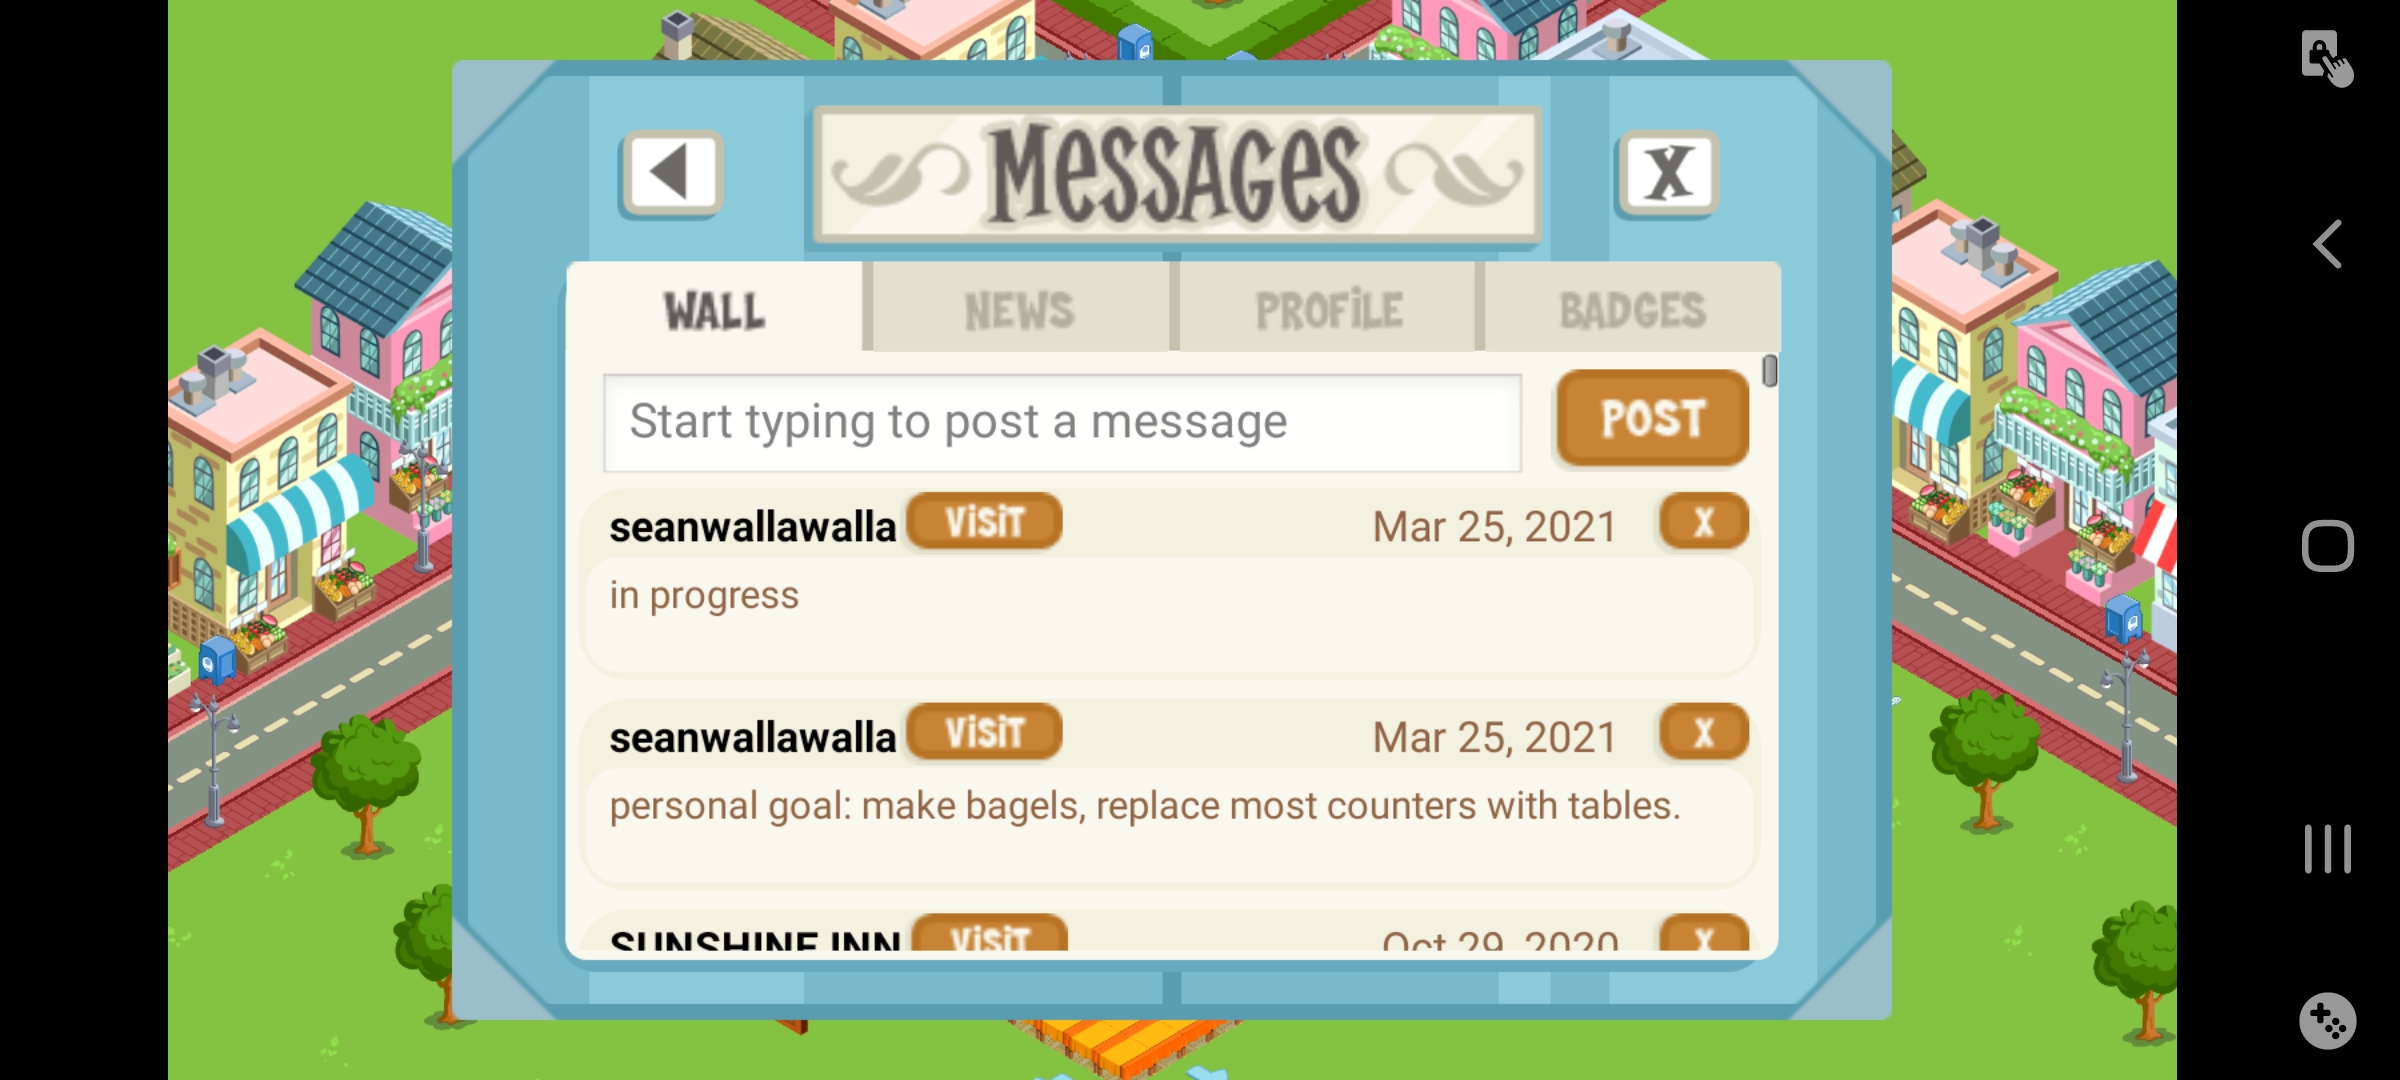 MESSAGES
X
WALL NEWS PROFILE BADGES
Start typing to post a message POST
seanwallawalla VISIT Mar 25, 2021 X
in progress
seanwallawalla VISIT Mar 25, 2021 X
personal goal: make bagels, replace most counters with tables.
SUNSHINE INN VISIT Oct 29, 2020 X